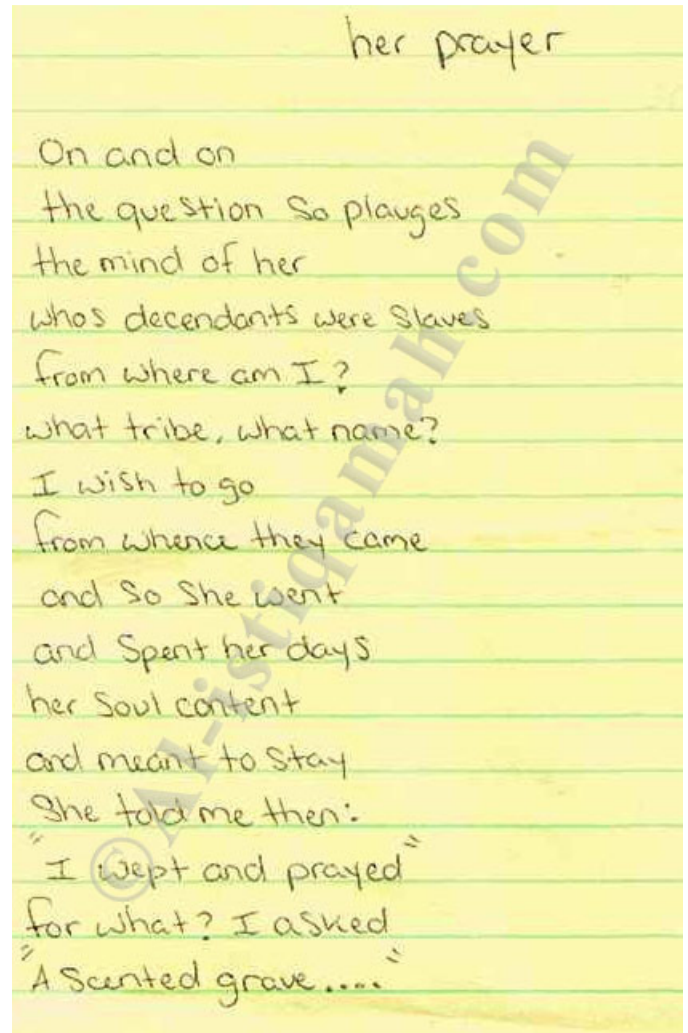 her prayer
On and on
the question So plauges
the mind of her
whos decendants were Slaves
from where am I?
what tribe, what name?
I wish to go
from whence they came
and So She went
and Spent her days
her Soul content
and meant to Stay
She told me then:
"I wept and prayed"
for what? I asked
"A Scented grave....."
©Al-istiqamah.com